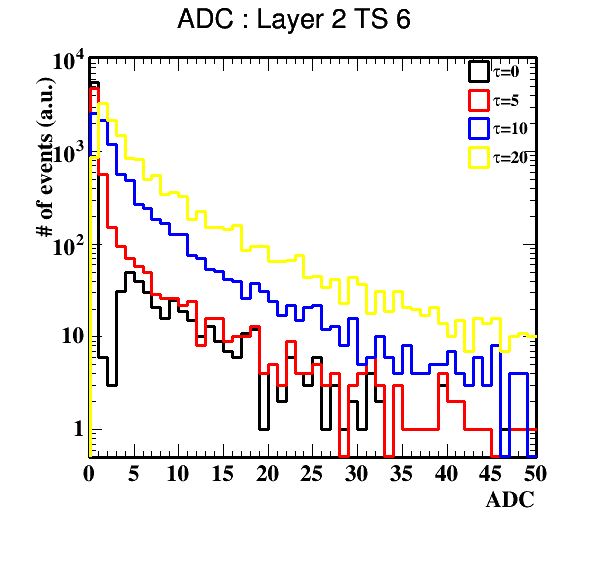 ADC : Layer 2 TS 6
# of events (a.u.)
10⁴
10³
10²
10
1
τ=0
τ=5
τ=10
τ=20
0 5 10 15 20 25 30 35 40 45 50
ADC